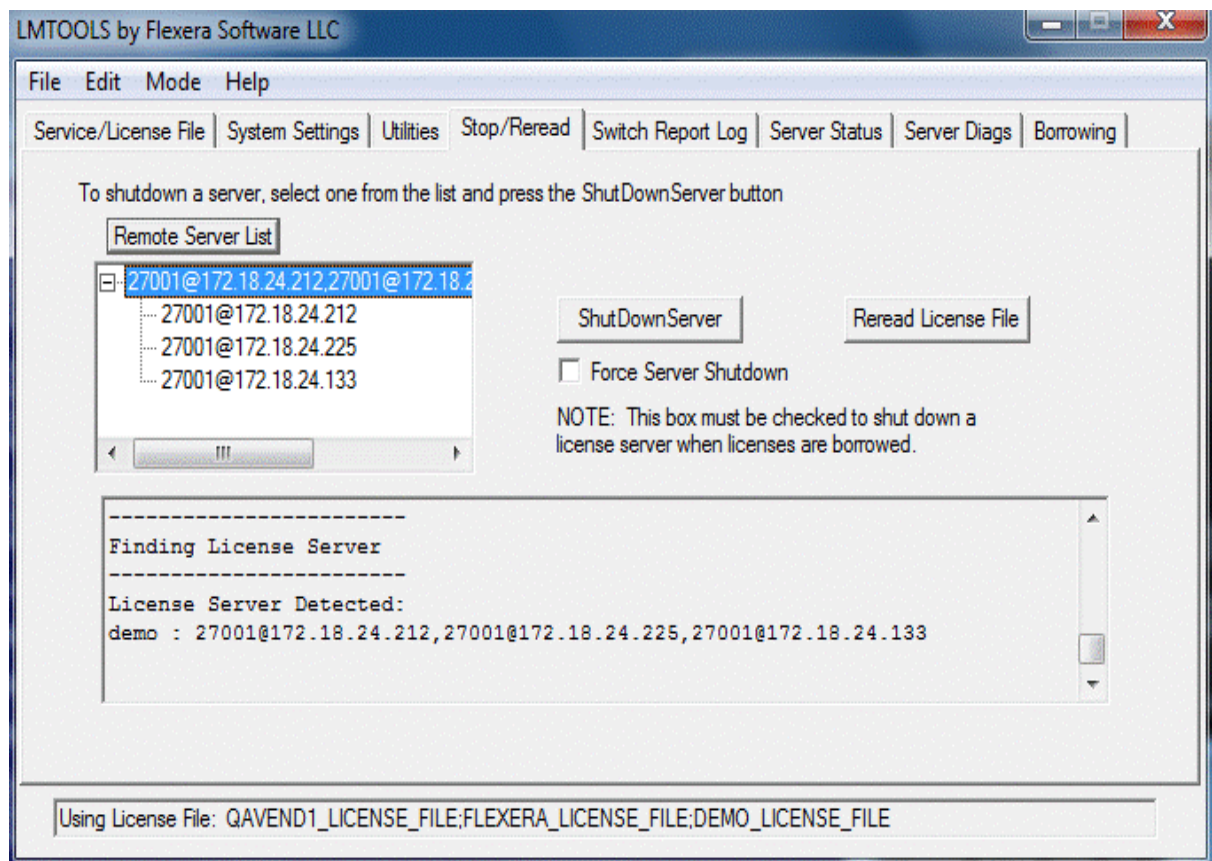 LMTOOLS by Flexera Software LLC
File Edit Mode Help
Service/License File System Settings Utilities Stop/Reread Switch Report Log Server Status Server Diags Borrowing
To shutdown a server, select one from the list and press the ShutDownServer button
Remote Server List
27001@172.18.24.212,27001@172.18.2
27001@172.18.24.212
27001@172.18.24.225
27001@172.18.24.133
ShutDownServer
Reread License File
Force Server Shutdown
NOTE: This box must be checked to shut down a
license server when licenses are borrowed.
------------------------
Finding License Server
------------------------
License Server Detected:
demo : 27001@172.18.24.212,27001@172.18.24.225,27001@172.18.24.133
Using License File: QAVEND1_LICENSE_FILE;FLEXERA_LICENSE_FILE;DEMO_LICENSE_FILE